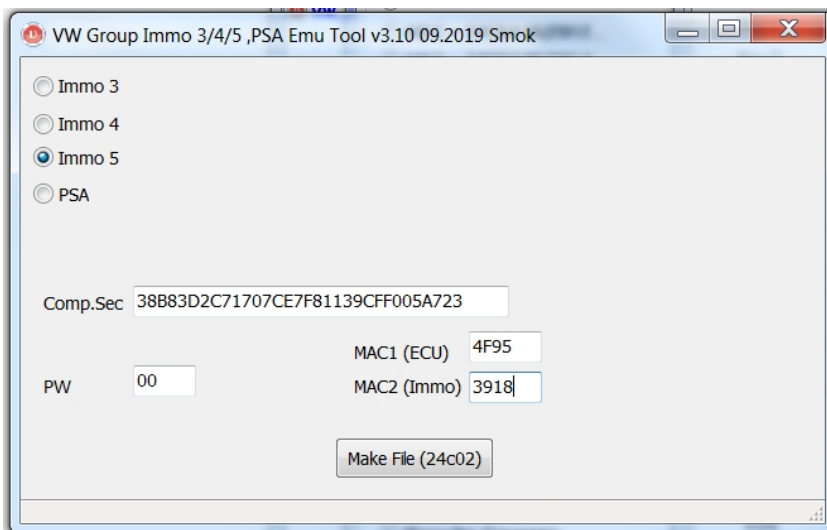 VW Group Immo 3/4/5 ,PSA Emu Tool v3.10 09.2019 Smok
Immo 3
Immo 4
Immo 5
PSA
Comp.Sec 38B83D2C71707CE7F81139CFF005A723
MAC1 (ECU) 4F95
PW 00 MAC2 (Immo) 3918
Make File (24c02)